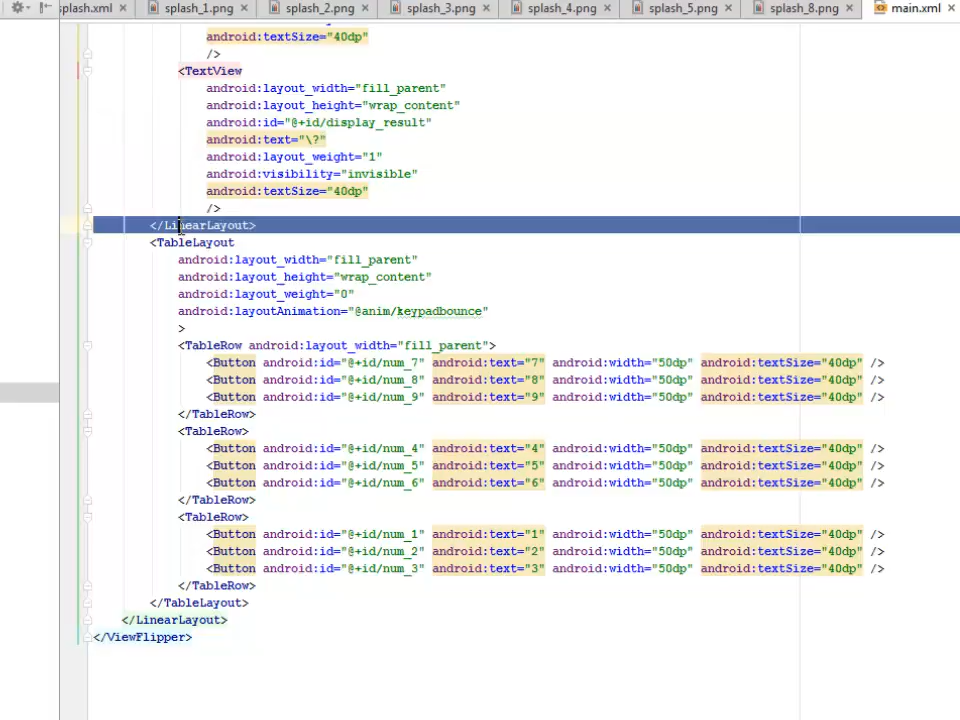 splash.xml splash_1.png splash_2.png splash_3.png splash_4.png splash_5.png splash_8.png main.xml
android:textSize="40dp"
/>
<TextView
android:layout_width="fill_parent"
android:layout_height="wrap_content"
android:id="@+id/display_result"
android:text="\?"
android:layout_weight="1"
android:visibility="invisible"
android:textSize="40dp"
/>
</LinearLayout>
<TableLayout
android:layout_width="fill_parent"
android:layout_height="wrap_content"
android:layout_weight="0"
android:layoutAnimation="@anim/keypadbounce"
>
<TableRow android:layout_width="fill_parent">
<Button android:id="@+id/num_7" android:text="7" android:width="50dp" android:textSize="40dp" />
<Button android:id="@+id/num_8" android:text="8" android:width="50dp" android:textSize="40dp" />
<Button android:id="@+id/num_9" android:text="9" android:width="50dp" android:textSize="40dp" />
</TableRow>
<TableRow>
<Button android:id="@+id/num_4" android:text="4" android:width="50dp" android:textSize="40dp" />
<Button android:id="@+id/num_5" android:text="5" android:width="50dp" android:textSize="40dp" />
<Button android:id="@+id/num_6" android:text="6" android:width="50dp" android:textSize="40dp" />
</TableRow>
<TableRow>
<Button android:id="@+id/num_1" android:text="1" android:width="50dp" android:textSize="40dp" />
<Button android:id="@+id/num_2" android:text="2" android:width="50dp" android:textSize="40dp" />
<Button android:id="@+id/num_3" android:text="3" android:width="50dp" android:textSize="40dp" />
</TableRow>
</TableLayout>
</LinearLayout>
</ViewFlipper>